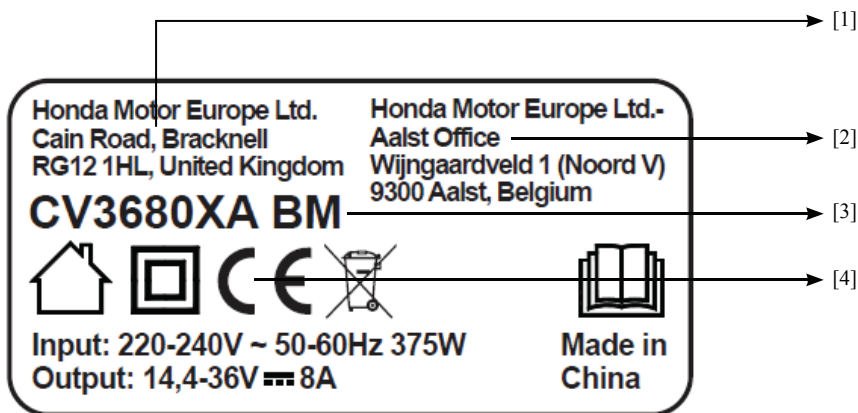 [1]
Honda Motor Europe Ltd.
Cain Road, Bracknell
RG12 1HL, United Kingdom
Honda Motor Europe Ltd.-
Aalst Office
[2]
Wijngaardveld 1 (Noord V)
9300 Aalst, Belgium
CV3680XA BM
[3]
CE
[4]
Input: 220-240V ~ 50-60Hz 375W
Output: 14,4-36V ⎓ 8A
Made in
China